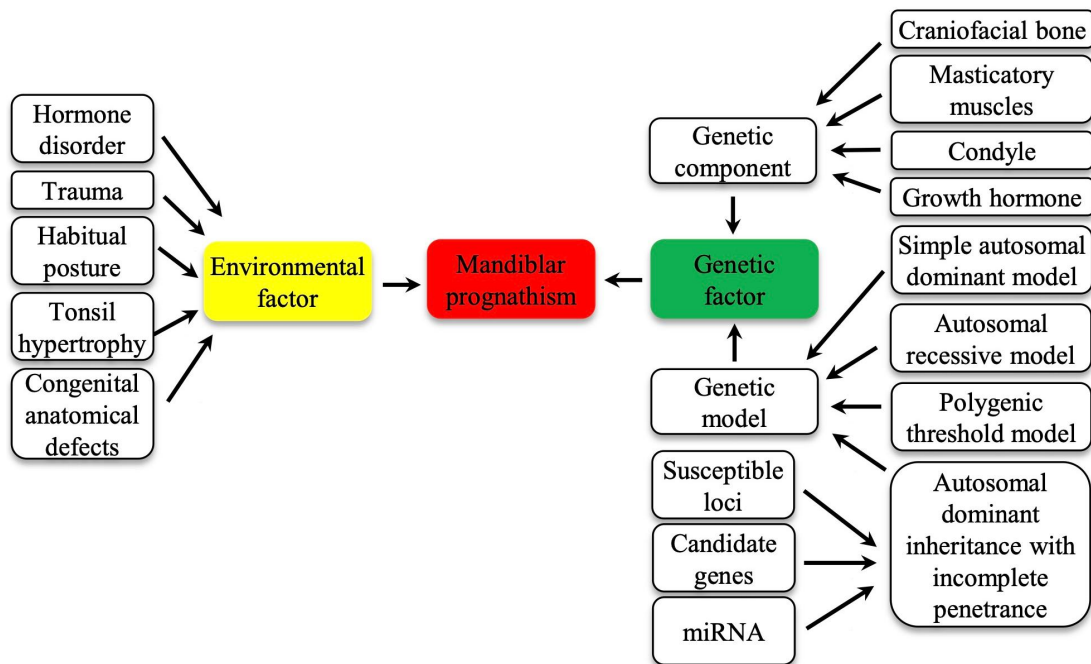 Hormone
disorder
Trauma
Habitual
posture
Tonsil
hypertrophy
Congenital
anatomical
defects
Environmental
factor
Mandiblar
prognathism
Genetic
component
Genetic
factor
Genetic
model
Susceptible
loci
Candidate
genes
miRNA
Craniofacial bone
Masticatory
muscles
Condyle
Growth hormone
Simple autosomal
dominant model
Autosomal
recessive model
Polygenic
threshold model
Autosomal
dominant
inheritance with
incomplete
penetrance